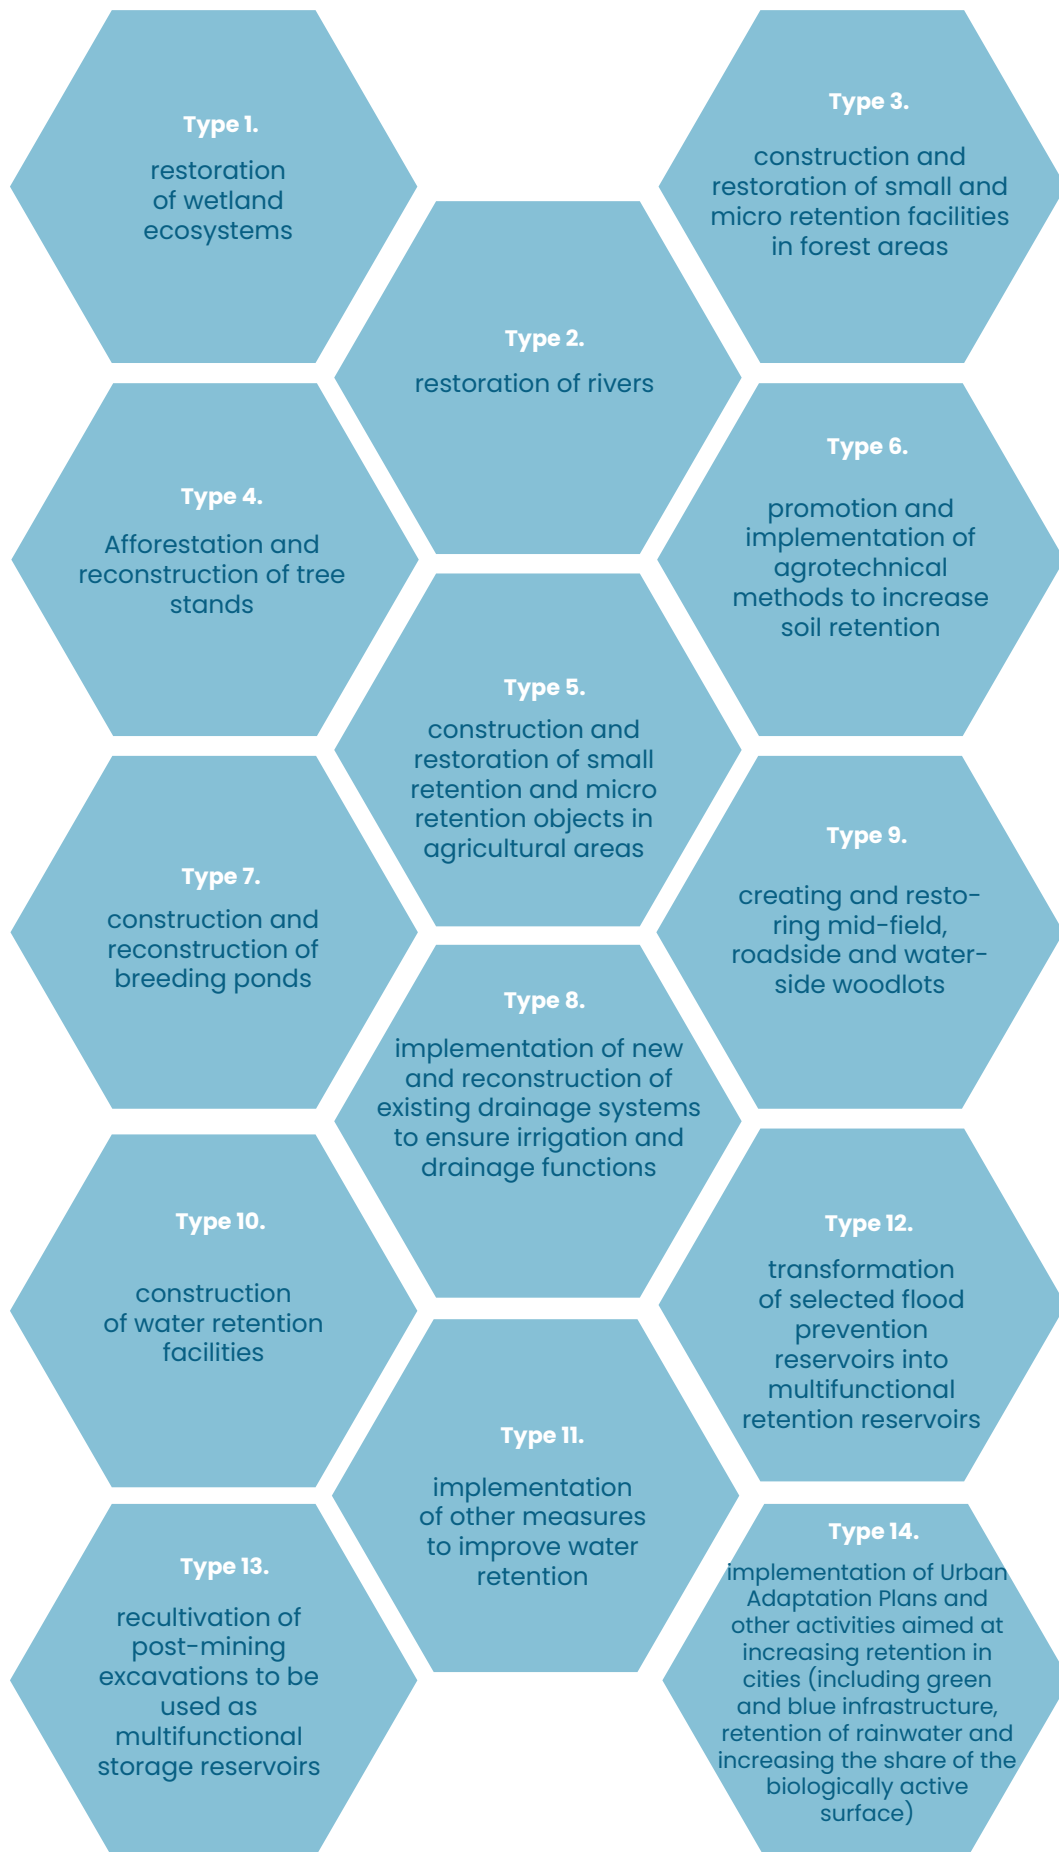 Type 1.
restoration
of wetland
ecosystems
Type 2.
restoration of rivers
Type 3.
construction and
restoration of small and
micro retention facilities
in forest areas
Type 4.
Afforestation and
reconstruction of tree
stands
Type 5.
construction and
restoration of small
retention and micro
retention objects in
agricultural areas
Type 6.
promotion and
implementation of
agrotechnical
methods to increase
soil retention
Type 7.
construction and
reconstruction of
breeding ponds
Type 8.
implementation of new
and reconstruction of
existing drainage systems
to ensure irrigation and
drainage functions
Type 9.
creating and resto-
ring mid-field,
roadside and water-
side woodlots
Type 10.
construction
of water retention
facilities
Type 11.
implementation
of other measures
to improve water
retention
Type 12.
transformation
of selected flood
prevention
reservoirs into
multifunctional
retention reservoirs
Type 13.
recultivation of
post-mining
excavations to be
used as
multifunctional
storage reservoirs
Type 14.
implementation of Urban
Adaptation Plans and
other activities aimed at
increasing retention in
cities (including green
and blue infrastructure,
retention of rainwater and
increasing the share of the
biologically active
surface)